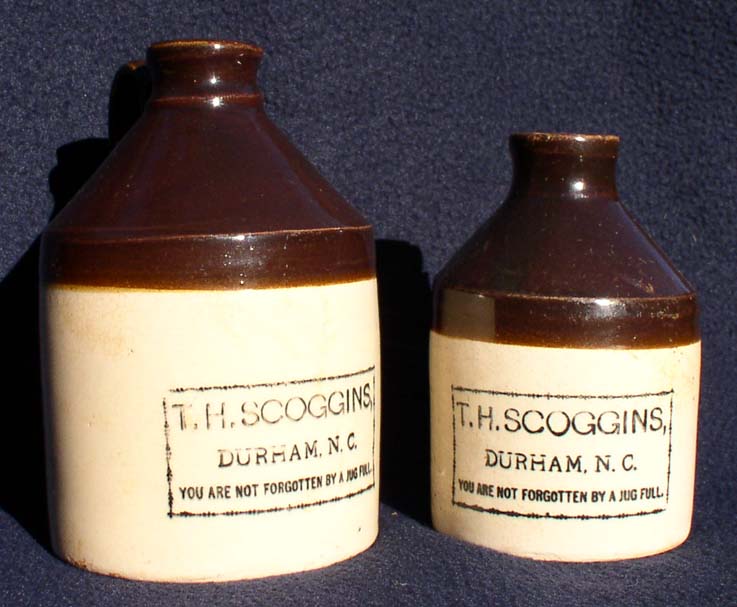 T.H. SCOGGINS,
DURHAM, N.C.
YOU ARE NOT FORGOTTEN BY A JUG FULL.
T.H. SCOGGINS,
DURHAM, N.C.
YOU ARE NOT FORGOTTEN BY A JUG FULL.